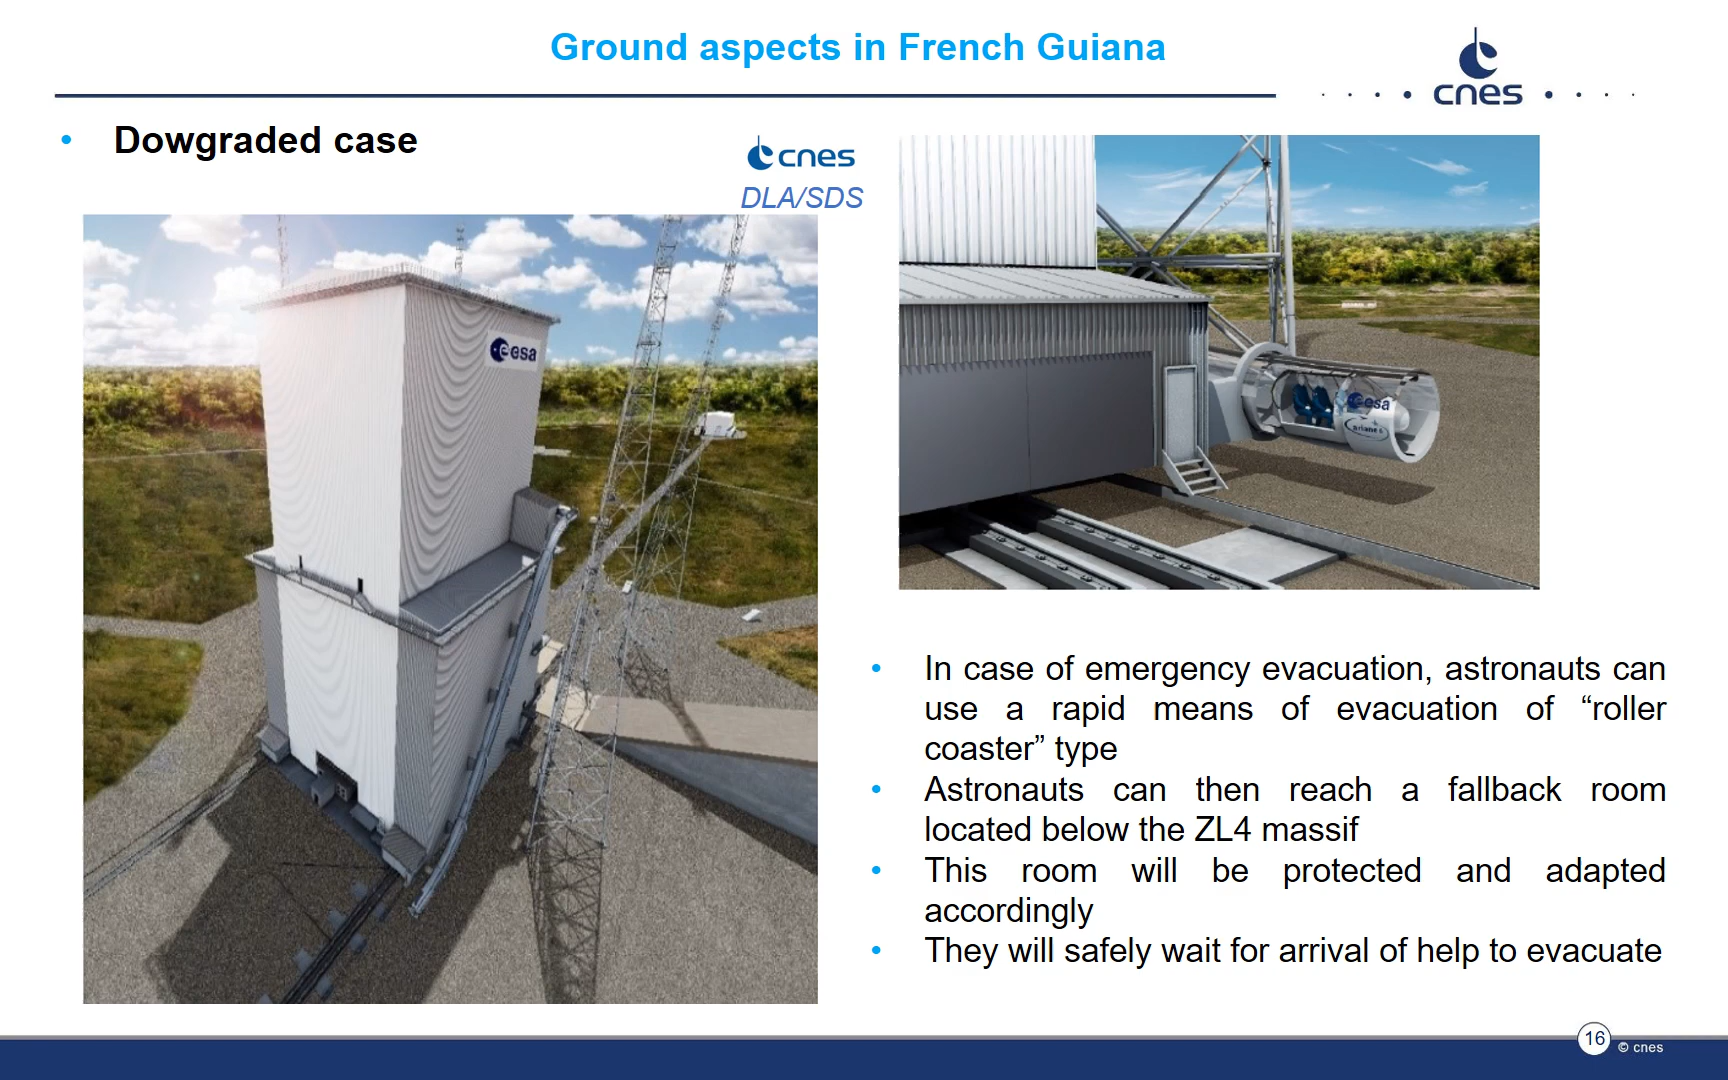 Ground aspects in French Guiana
cnes
• Dowgraded case
cnes
DLA/SDS
esa
esa
ariane 6
• In case of emergency evacuation, astronauts can
use a rapid means of evacuation of “roller
coaster” type
• Astronauts can then reach a fallback room
located below the ZL4 massif
• This room will be protected and adapted
accordingly
• They will safely wait for arrival of help to evacuate
16
© cnes